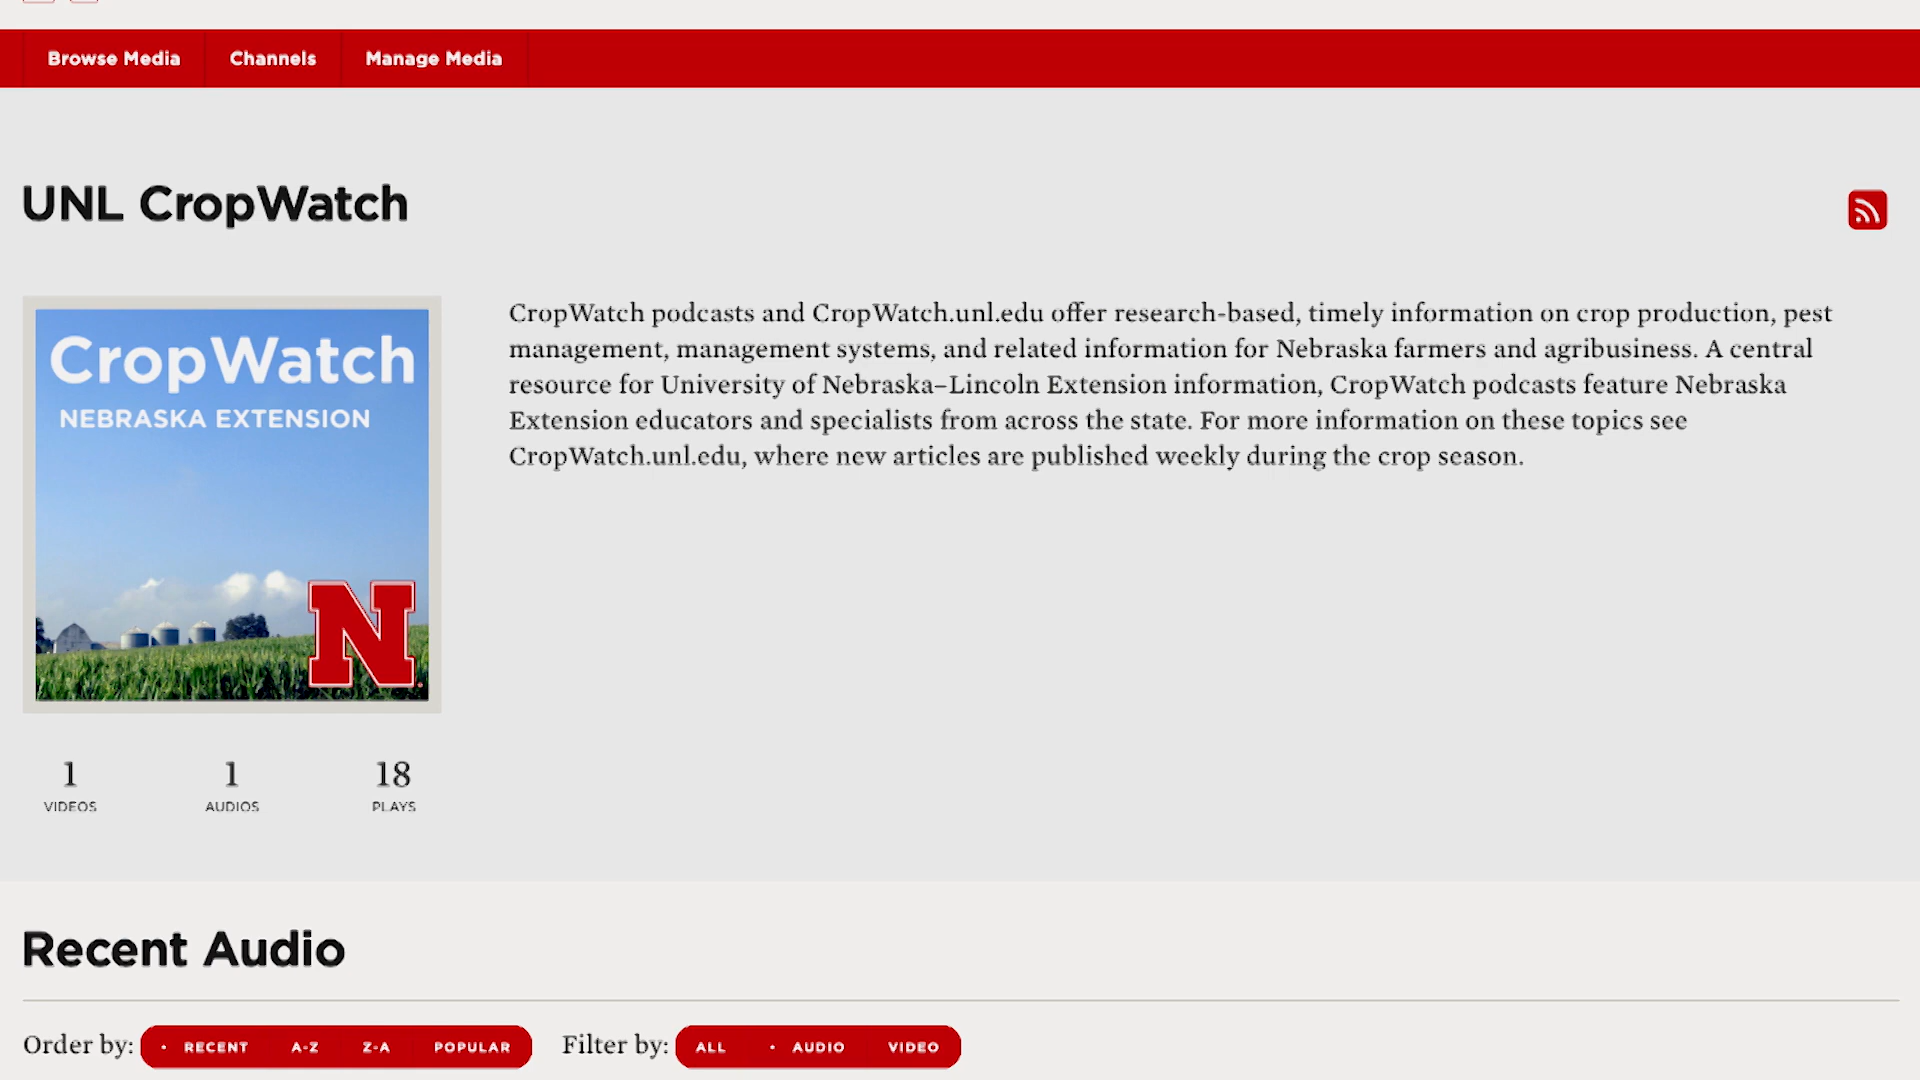 Browse Media
Channels
Manage Media
UNL CropWatch
CropWatch
NEBRASKA EXTENSION
N
CropWatch podcasts and CropWatch.unl.edu offer research-based, timely information on crop production, pest
management, management systems, and related information for Nebraska farmers and agribusiness. A central
resource for University of Nebraska–Lincoln Extension information, CropWatch podcasts feature Nebraska
Extension educators and specialists from across the state. For more information on these topics see
CropWatch.unl.edu, where new articles are published weekly during the crop season.
1 1 18
VIDEOS AUDIOS PLAYS
Recent Audio
Order by: • RECENT A-Z Z-A POPULAR Filter by: ALL • AUDIO VIDEO